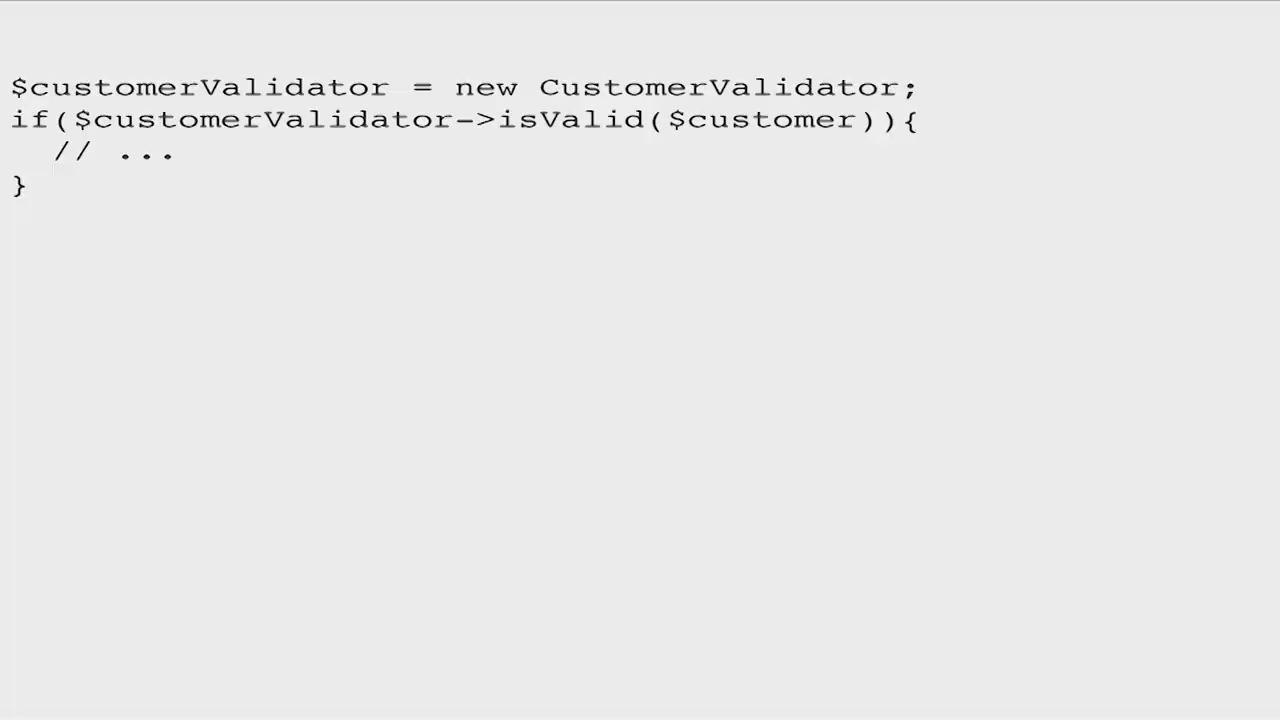 $customerValidator = new CustomerValidator;
if($customerValidator->isValid($customer)){
  // ...
}